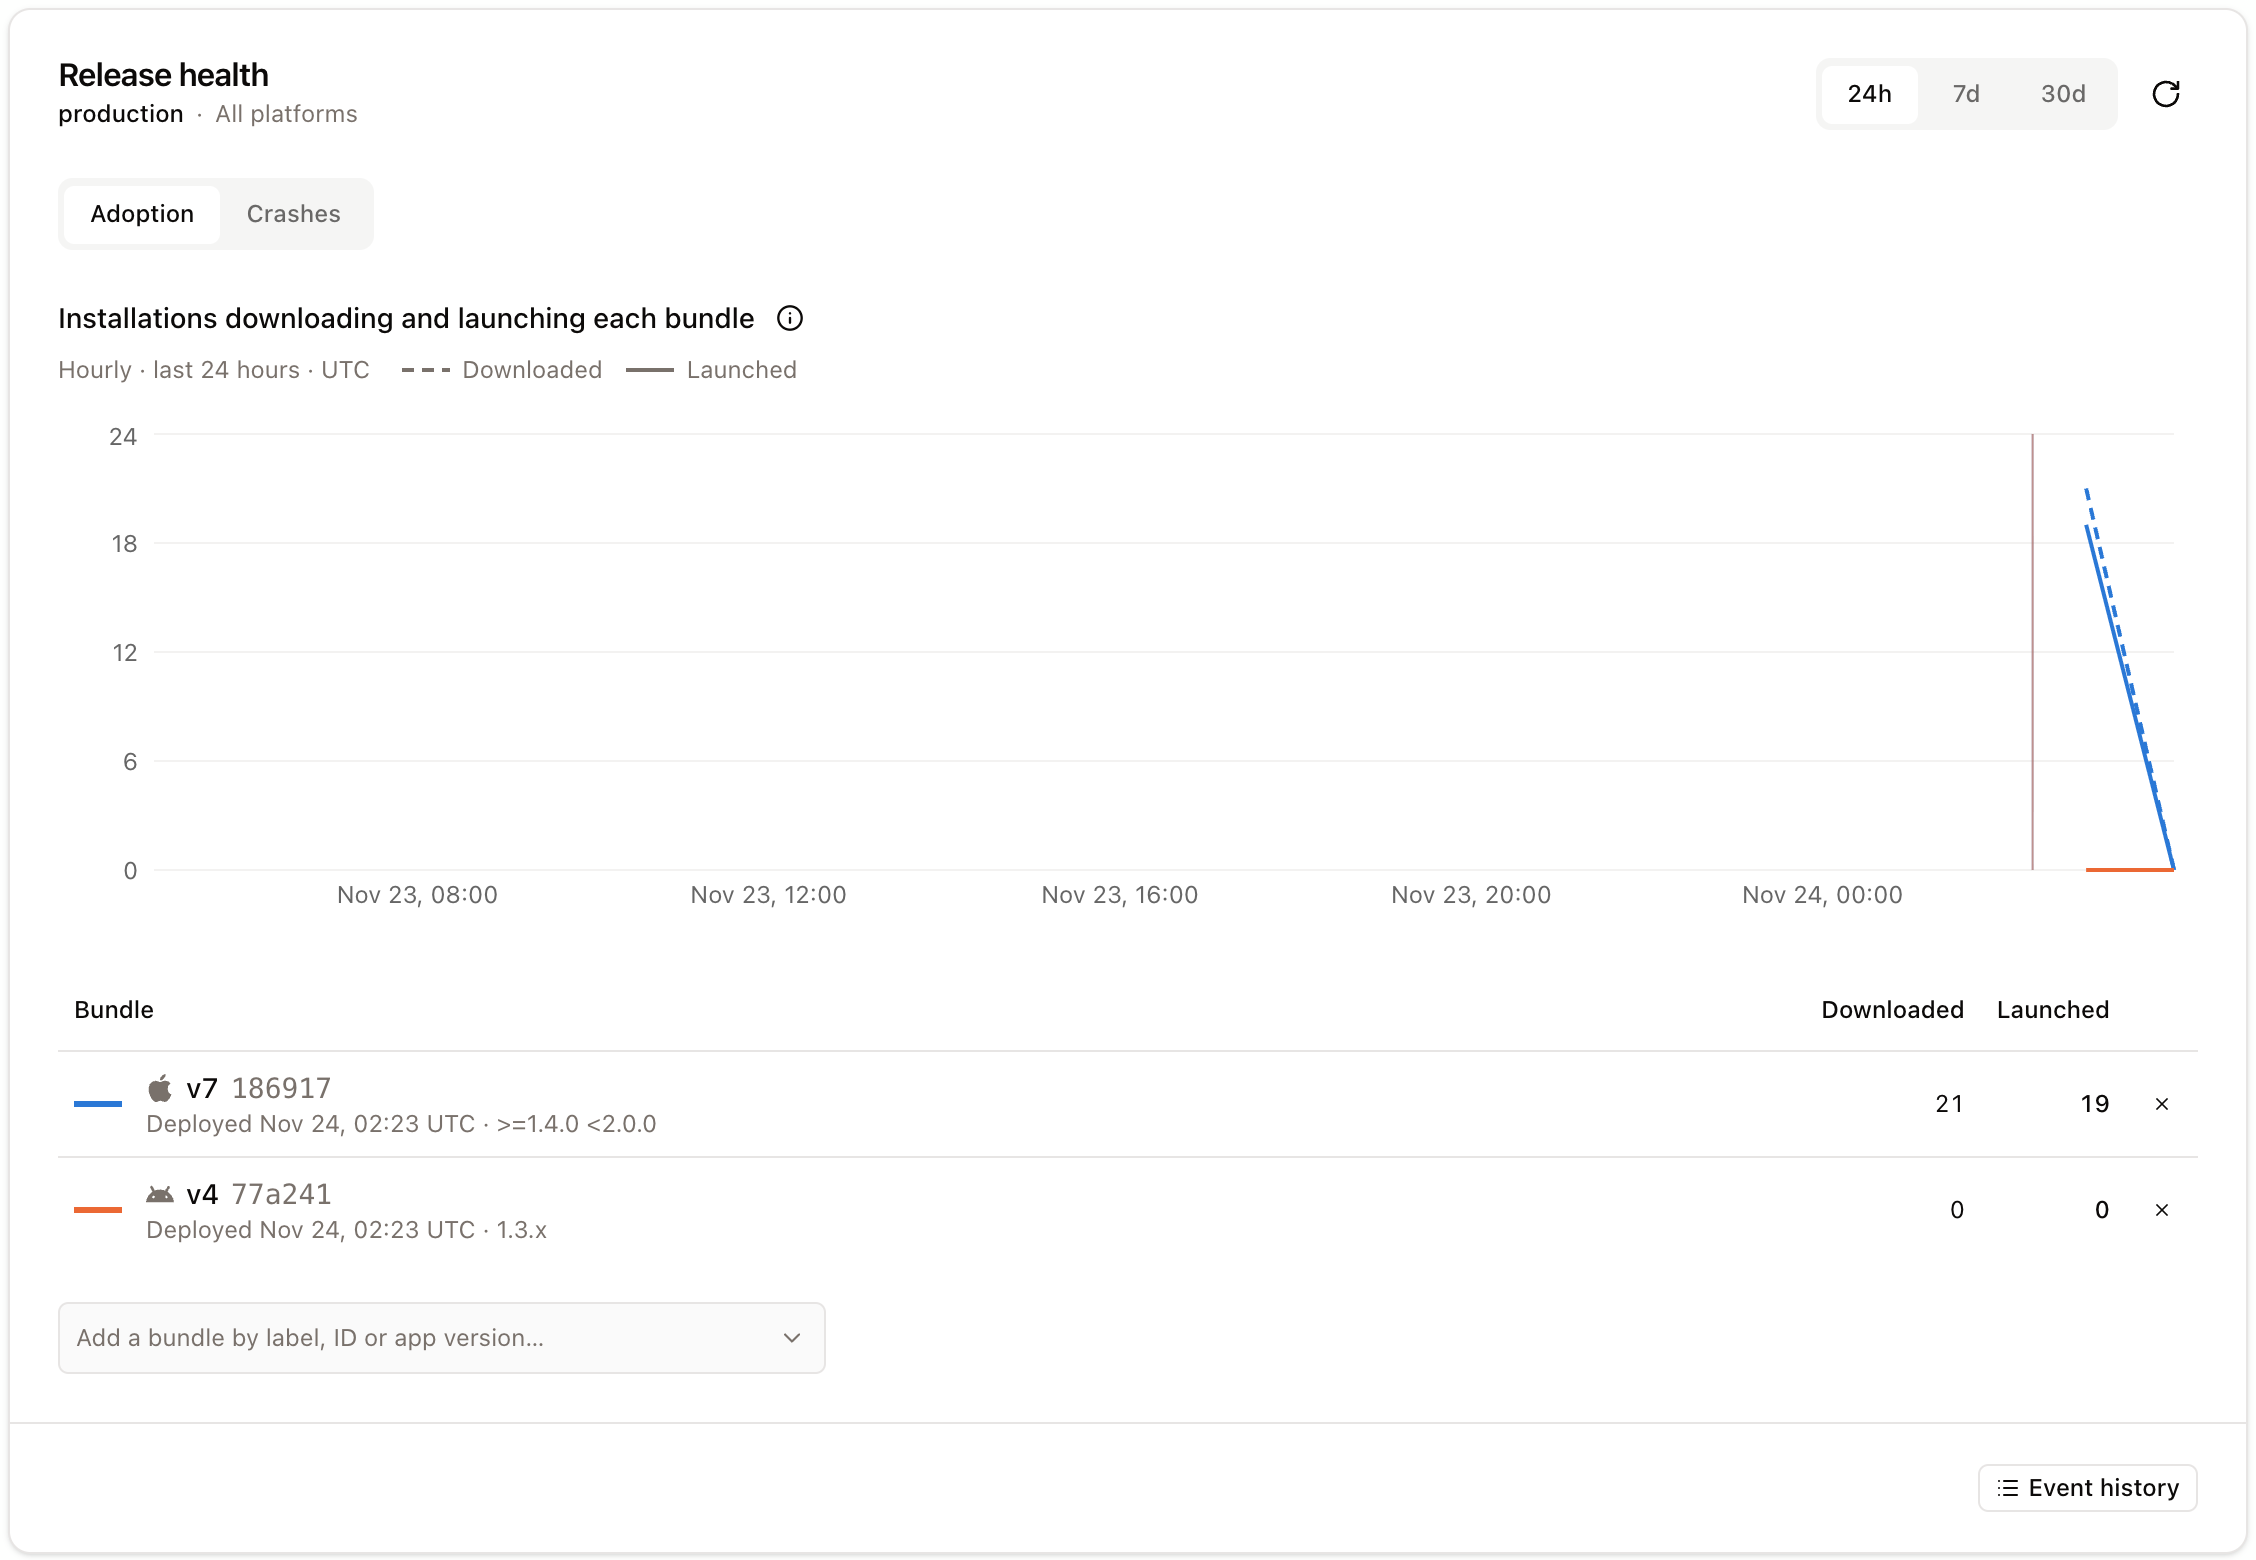 Release health
production · All platforms
24h 7d 30d
Adoption Crashes
Installations downloading and launching each bundle
Hourly · last 24 hours · UTC Downloaded Launched
24
18
12
6
0
Nov 23, 08:00 Nov 23, 12:00 Nov 23, 16:00 Nov 23, 20:00 Nov 24, 00:00
Bundle Downloaded Launched
v7 186917
Deployed Nov 24, 02:23 UTC · >=1.4.0 <2.0.0
21 19 ×
v4 77a241
Deployed Nov 24, 02:23 UTC · 1.3.x
0 0 ×
Add a bundle by label, ID or app version...
Event history